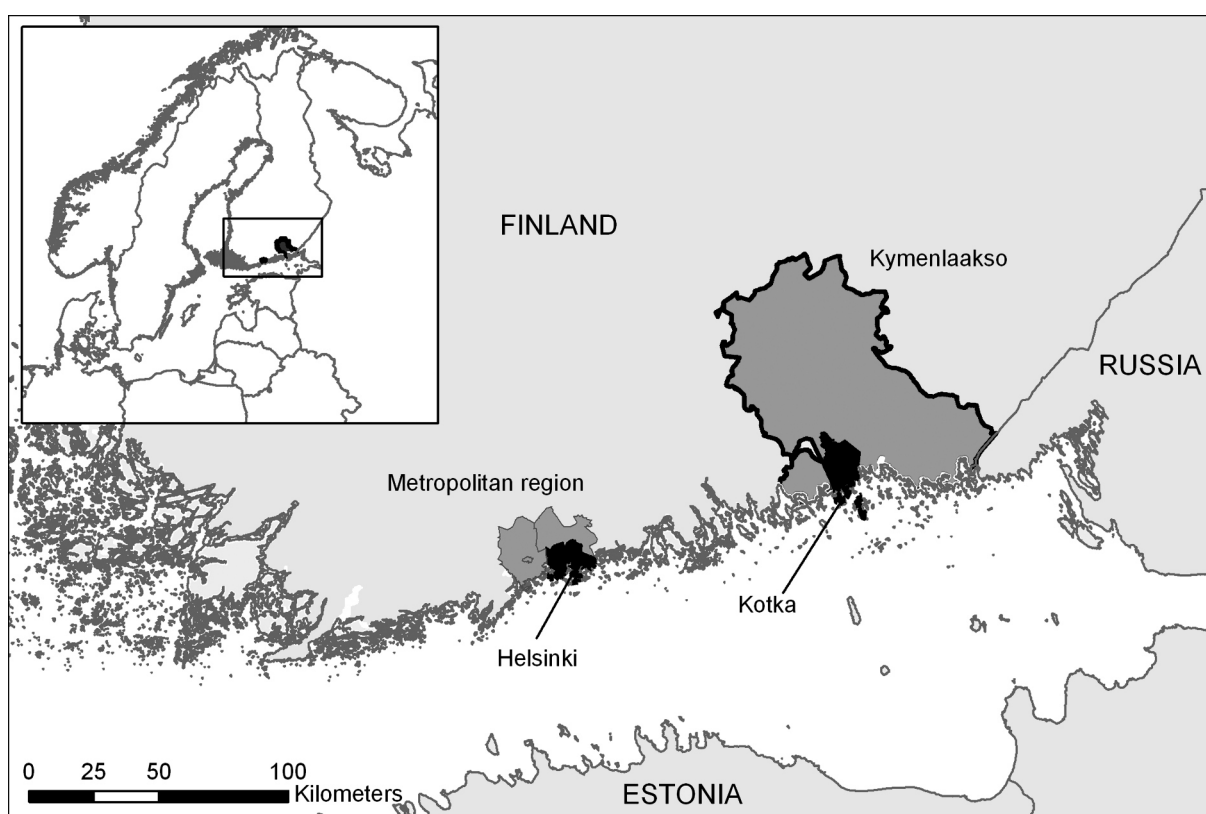 FINLAND
Kymenlaakso
RUSSIA
Metropolitan region
Kotka
Helsinki
0 25 50 100
Kilometers
ESTONIA